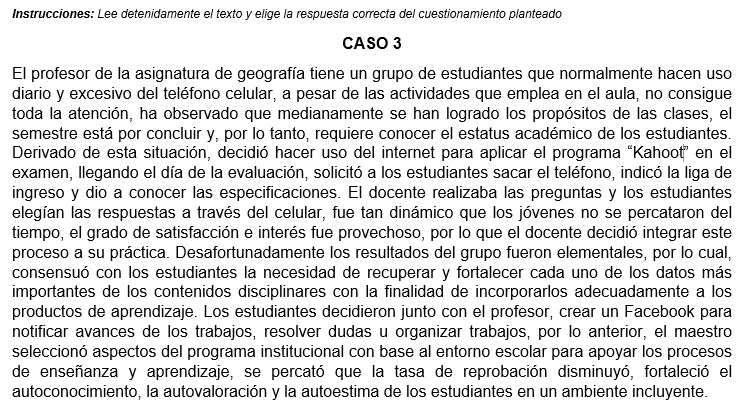 Instrucciones: Lee detenidamente el texto y elige la respuesta correcta del cuestionamiento planteado
CASO 3
El profesor de la asignatura de geografía tiene un grupo de estudiantes que normalmente hacen uso
diario y excesivo del teléfono celular, a pesar de las actividades que emplea en el aula, no consigue
toda la atención, ha observado que medianamente se han logrado los propósitos de las clases, el
semestre está por concluir y, por lo tanto, requiere conocer el estatus académico de los estudiantes.
Derivado de esta situación, decidió hacer uso del internet para aplicar el programa “Kahoot” en el
examen, llegando el día de la evaluación, solicitó a los estudiantes sacar el teléfono, indicó la liga de
ingreso y dio a conocer las especificaciones. El docente realizaba las preguntas y los estudiantes
elegían las respuestas a través del celular, fue tan dinámico que los jóvenes no se percataron del
tiempo, el grado de satisfacción e interés fue provechoso, por lo que el docente decidió integrar este
proceso a su práctica. Desafortunadamente los resultados del grupo fueron elementales, por lo cual,
consensuó con los estudiantes la necesidad de recuperar y fortalecer cada uno de los datos más
importantes de los contenidos disciplinares con la finalidad de incorporarlos adecuadamente a los
productos de aprendizaje. Los estudiantes decidieron junto con el profesor, crear un Facebook para
notificar avances de los trabajos, resolver dudas u organizar trabajos, por lo anterior, el maestro
seleccionó aspectos del programa institucional con base al entorno escolar para apoyar los procesos
de enseñanza y aprendizaje, se percató que la tasa de reprobación disminuyó, fortaleció el
autoconocimiento, la autovaloración y la autoestima de los estudiantes en un ambiente incluyente.